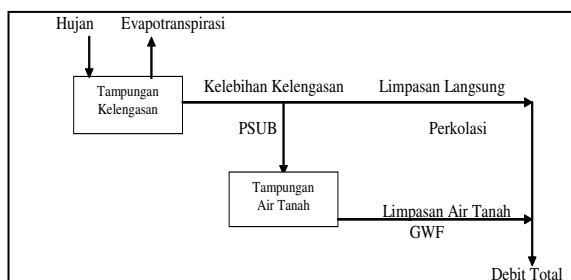 Hujan Evapotranspirasi
Tampungan
Kelengasan
Kelebihan Kelengasan Limpasan Langsung
PSUB Perkolasi
Tampungan
Air Tanah
Limpasan Air Tanah
GWF
Debit Total